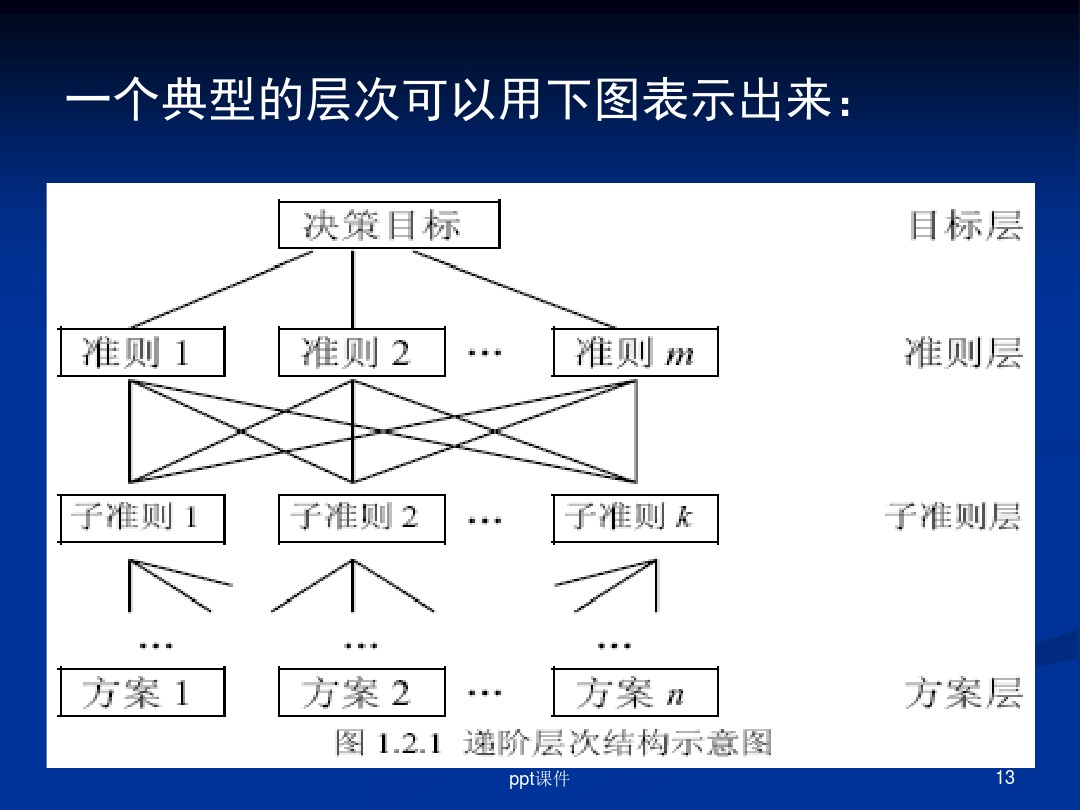 一个典型的层次可以用下图表示出来：
决策目标 目标层
准则 1 准则 2 … 准则 m 准则层
子准则 1 子准则 2 … 子准则 k 子准则层
… … …
方案 1 方案 2 … 方案 n 方案层
图 1.2.1 递阶层次结构示意图
ppt课件 13